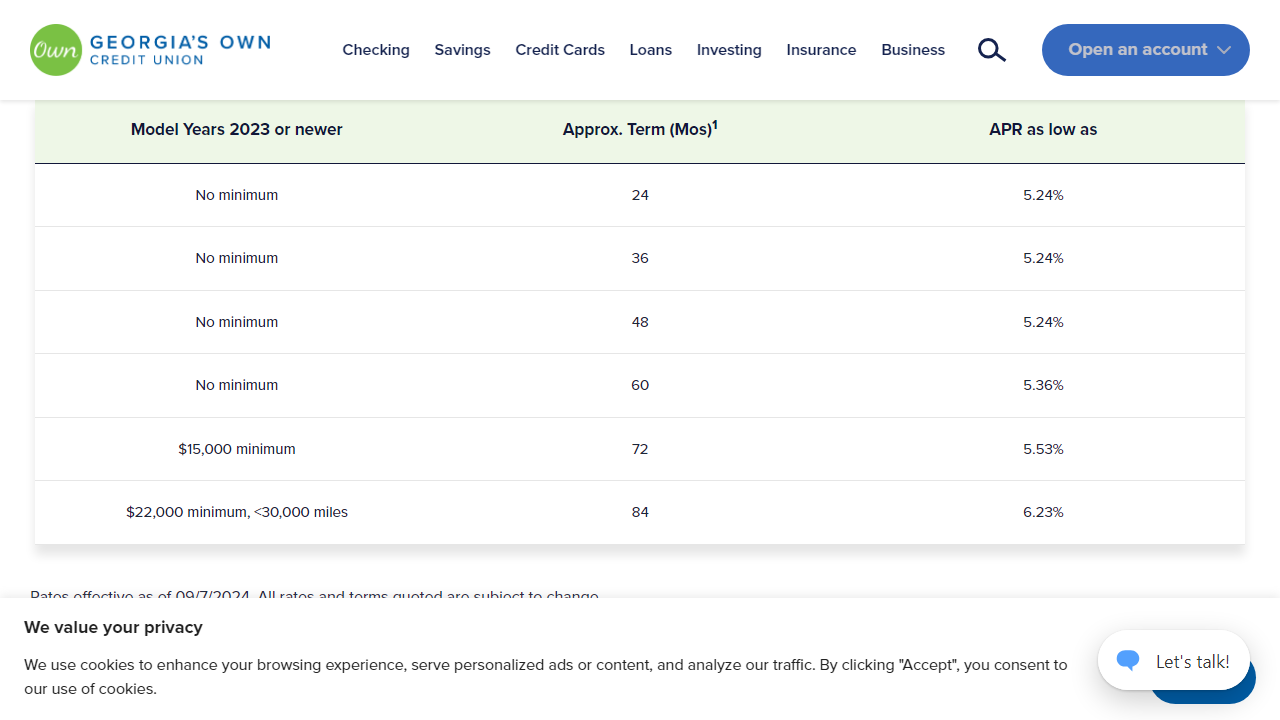 Own GEORGIA'S OWN
CREDIT UNION
Checking Savings Credit Cards Loans Investing Insurance Business Open an account
Model Years 2023 or newer Approx. Term (Mos)1 APR as low as
No minimum 24 5.24%
No minimum 36 5.24%
No minimum 48 5.24%
No minimum 60 5.36%
$15,000 minimum 72 5.53%
$22,000 minimum, <30,000 miles 84 6.23%
Rates effective as of 09/7/2024. All rates and terms quoted are subject to change.
We value your privacy
We use cookies to enhance your browsing experience, serve personalized ads or content, and analyze our traffic. By clicking "Accept", you consent to
our use of cookies.
Let's talk!